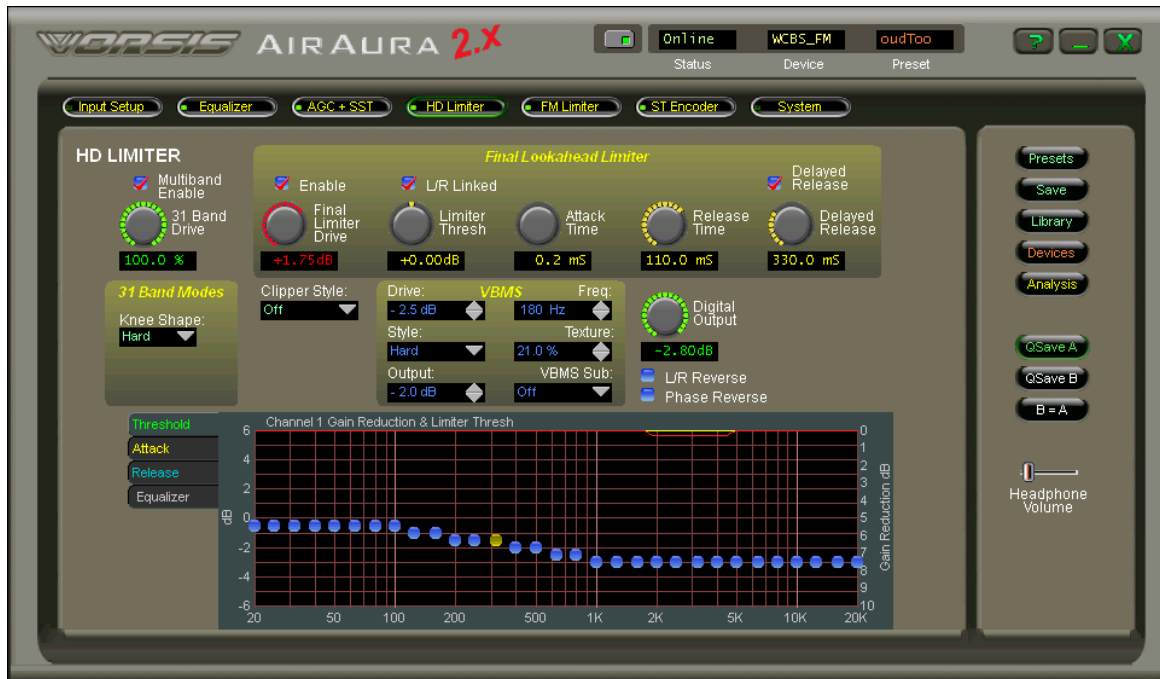 VORSIS AIRAURA 2.X
Online WCBS_FM oudToo
Status Device Preset
? _ X
Input Setup Equalizer AGC + SST HD Limiter FM Limiter ST Encoder System
HD LIMITER
Multiband Enable
31 Band Drive
100.0 %
Final Lookahead Limiter
Enable
L/R Linked
Delayed Release
Final Limiter Drive
Limiter Thresh
Attack Time
Release Time
Delayed Release
+1.75dB +0.00dB 0.2 mS 110.0 mS 330.0 mS
31 Band Modes
Knee Shape:
Hard
Clipper Style:
Off
VBMS
Drive: Freq:
- 2.5 dB 180 Hz
Style: Texture:
Hard 21.0 %
Output: VBMS Sub:
- 2.0 dB Off
Digital Output
-2.80dB
L/R Reverse
Phase Reverse
Threshold
Attack
Release
Equalizer
Channel 1 Gain Reduction & Limiter Thresh
6
4
2
0
-2
-4
-6
dB
0
1
2
3
4
5
6
7
8
9
10
Gain Reduction dB
20 50 100 200 500 1K 2K 5K 10K 20K
Presets
Save
Library
Devices
Analysis
QSave A
QSave B
B = A
Headphone Volume